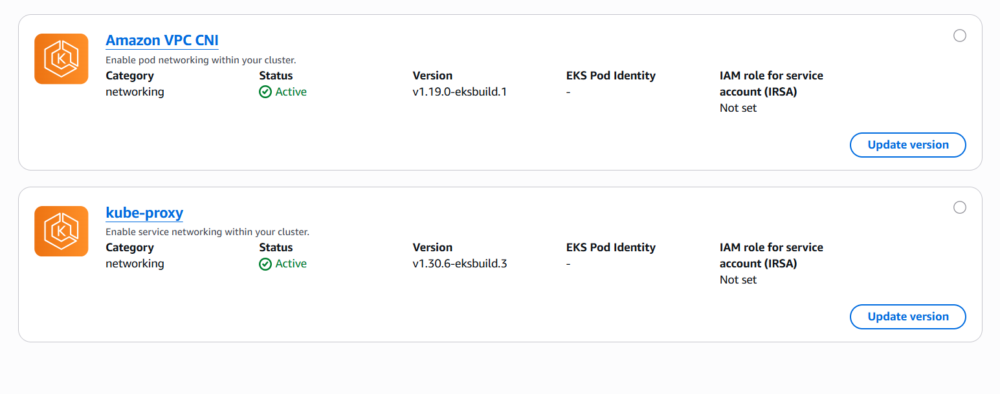 Amazon VPC CNI
Enable pod networking within your cluster.
Category Status Version EKS Pod Identity IAM role for service
networking Active v1.19.0-eksbuild.1 - account (IRSA)
Not set
Update version
kube-proxy
Enable service networking within your cluster.
Category Status Version EKS Pod Identity IAM role for service
networking Active v1.30.6-eksbuild.3 - account (IRSA)
Not set
Update version